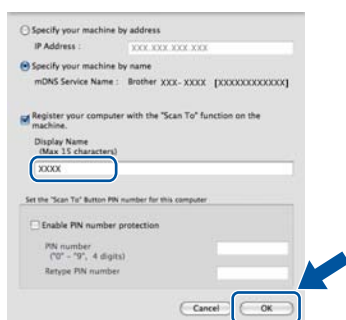 Specify your machine by address
IP Address : XXX.XXX.XXX.XXX
Specify your machine by name
mDNS Service Name : Brother XXX-XXXX [XXXXXXXXXXXX]
Register your computer with the "Scan To" function on the
machine.
Display Name
(Max 15 characters)
XXXX
Set the "Scan To" Button PIN number for this computer
Enable PIN number protection
PIN number
("0" - "9", 4 digits)
Retype PIN number
Cancel OK